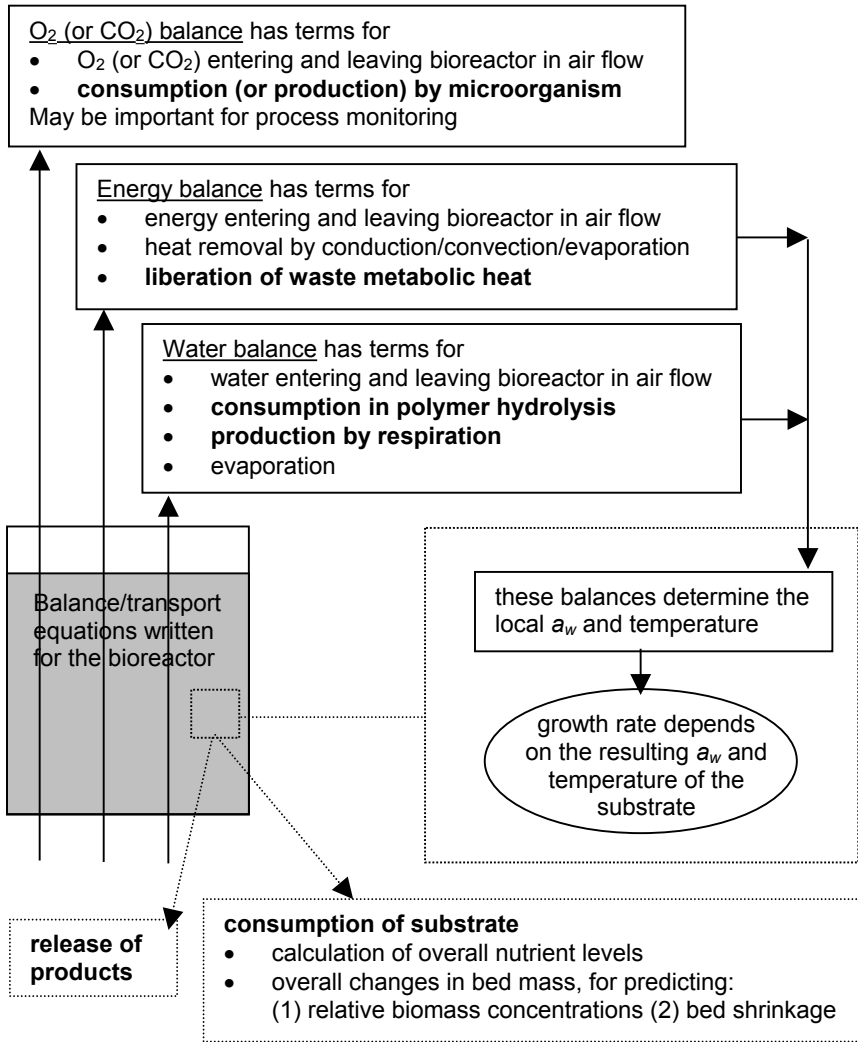 O₂ (or CO₂) balance has terms for
• O₂ (or CO₂) entering and leaving bioreactor in air flow
• consumption (or production) by microorganism
May be important for process monitoring
Energy balance has terms for
• energy entering and leaving bioreactor in air flow
• heat removal by conduction/convection/evaporation
• liberation of waste metabolic heat
Water balance has terms for
• water entering and leaving bioreactor in air flow
• consumption in polymer hydrolysis
• production by respiration
• evaporation
Balance/transport
equations written
for the bioreactor
these balances determine the
local a_w and temperature
growth rate depends
on the resulting a_w and
temperature of the
substrate
release of
products
consumption of substrate
• calculation of overall nutrient levels
• overall changes in bed mass, for predicting:
(1) relative biomass concentrations (2) bed shrinkage